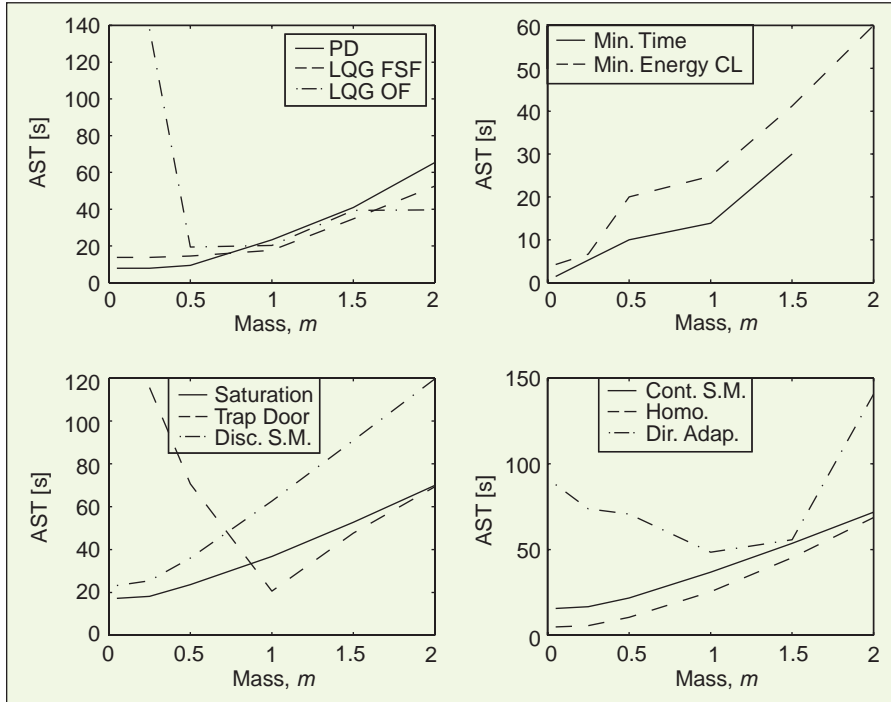 140
120
100
80
60
40
20
0
AST [s]
0
0.5
1
1.5
2
Mass, m
PD
LQG FSF
LQG OF
60
50
40
30
20
10
0
AST [s]
0
0.5
1
1.5
2
Mass, m
Min. Time
Min. Energy CL
120
100
80
60
40
20
0
AST [s]
0
0.5
1
1.5
2
Mass, m
Saturation
Trap Door
Disc. S.M.
150
100
50
0
AST [s]
0
0.5
1
1.5
2
Mass, m
Cont. S.M.
Homo.
Dir. Adap.